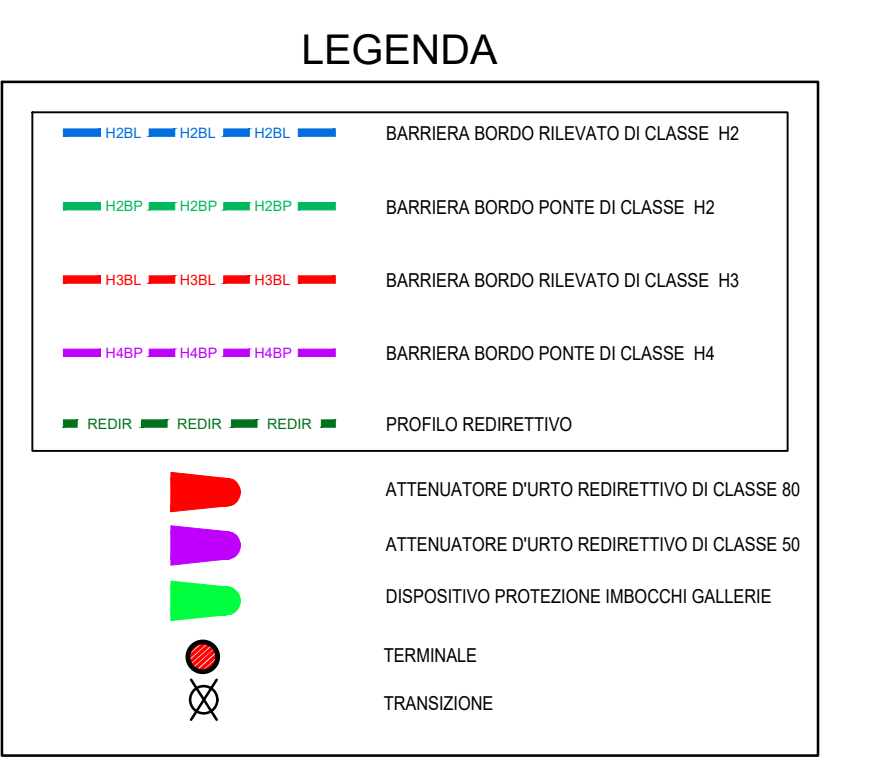 LEGENDA
H2BL H2BL H2BL BARRIERA BORDO RILEVATO DI CLASSE H2
H2BP H2BP H2BP BARRIERA BORDO PONTE DI CLASSE H2
H3BL H3BL H3BL BARRIERA BORDO RILEVATO DI CLASSE H3
H4BP H4BP H4BP BARRIERA BORDO PONTE DI CLASSE H4
REDIR REDIR REDIR PROFILO REDIRETTIVO
ATTENUATORE D'URTO REDIRETTIVO DI CLASSE 80
ATTENUATORE D'URTO REDIRETTIVO DI CLASSE 50
DISPOSITIVO PROTEZIONE IMBOCCHI GALLERIE
TERMINALE
TRANSIZIONE